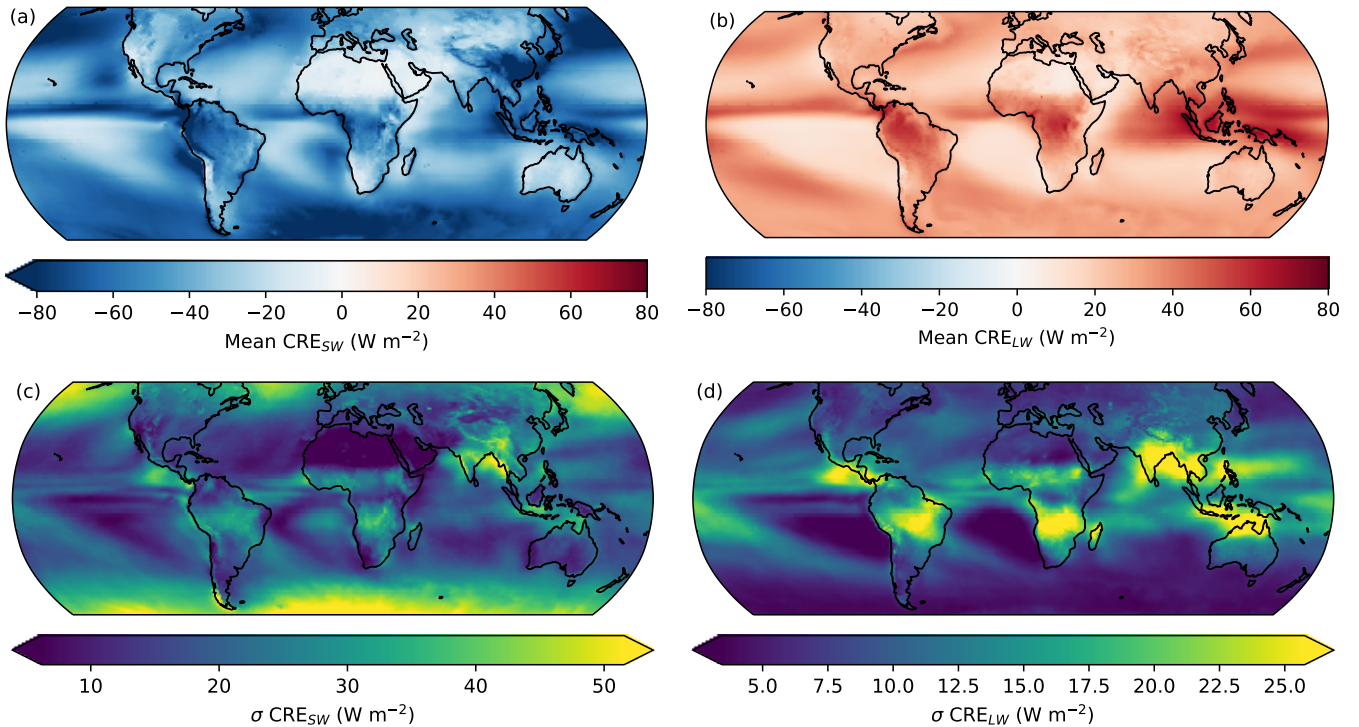 (a)
(b)
−80 −60 −40 −20 0 20 40 60 80
Mean CRE_SW (W m⁻²)
−80 −60 −40 −20 0 20 40 60 80
Mean CRE_LW (W m⁻²)
(c)
(d)
10 20 30 40 50
σ CRE_SW (W m⁻²)
5.0 7.5 10.0 12.5 15.0 17.5 20.0 22.5 25.0
σ CRE_LW (W m⁻²)